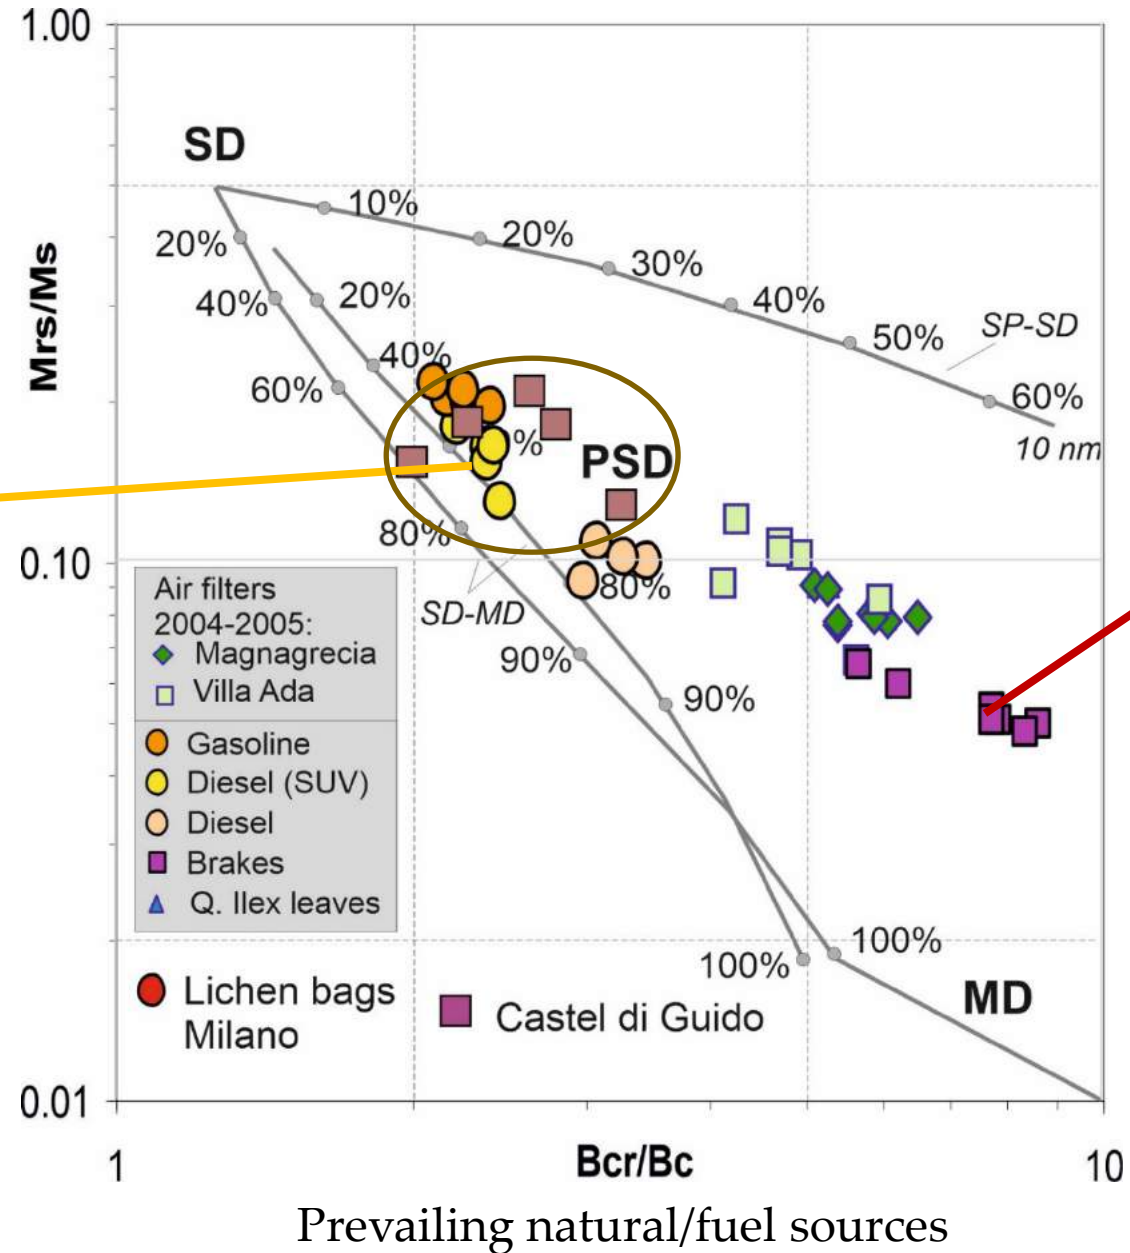 1.00
SD
10%
20%
20%
30%
40%
20%
40%
SP-SD
50%
40%
60%
60%
Mrs/Ms
%
10 nm
PSD
80%
0.10
80%
SD-MD
Air filters
2004-2005:
Magnagrecia
Villa Ada
90%
90%
Gasoline
Diesel (SUV)
Diesel
Brakes
Q. Ilex leaves
100%
100%
Lichen bags
Milano
Castel di Guido
MD
0.01
1
Bcr/Bc
10
Prevailing natural/fuel sources